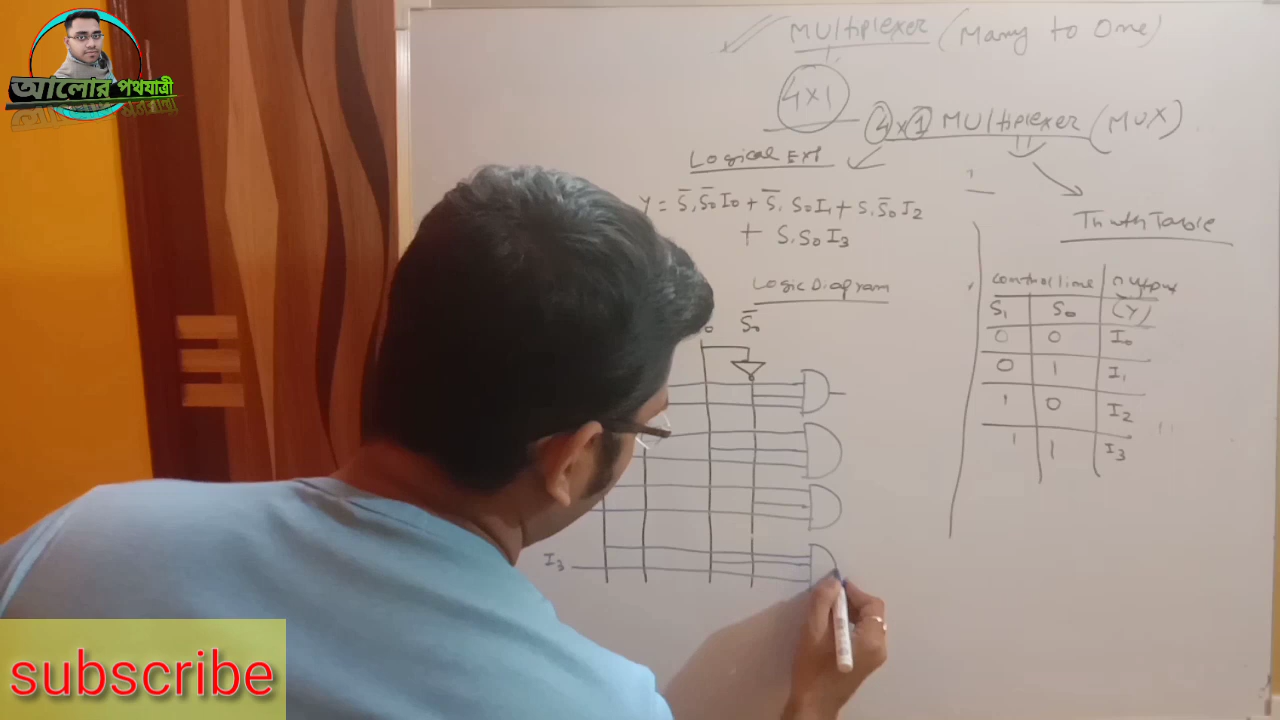 আলোর পথযাত্রী
Multiplexer (Many to One)
4x1
4x1 Multiplexer (MUX)
Logical Exp
Y = S̅₁S̅₀I₀ + S̅₁S₀I₁ + S₁S̅₀I₂
+ S₁S₀I₃
Truth Table
Logic Diagram
control line output
S₁ S₀ (Y)
0 0 I₀
0 1 I₁
1 0 I₂
1 1 I₃
S̅₀
I₃
subscribe